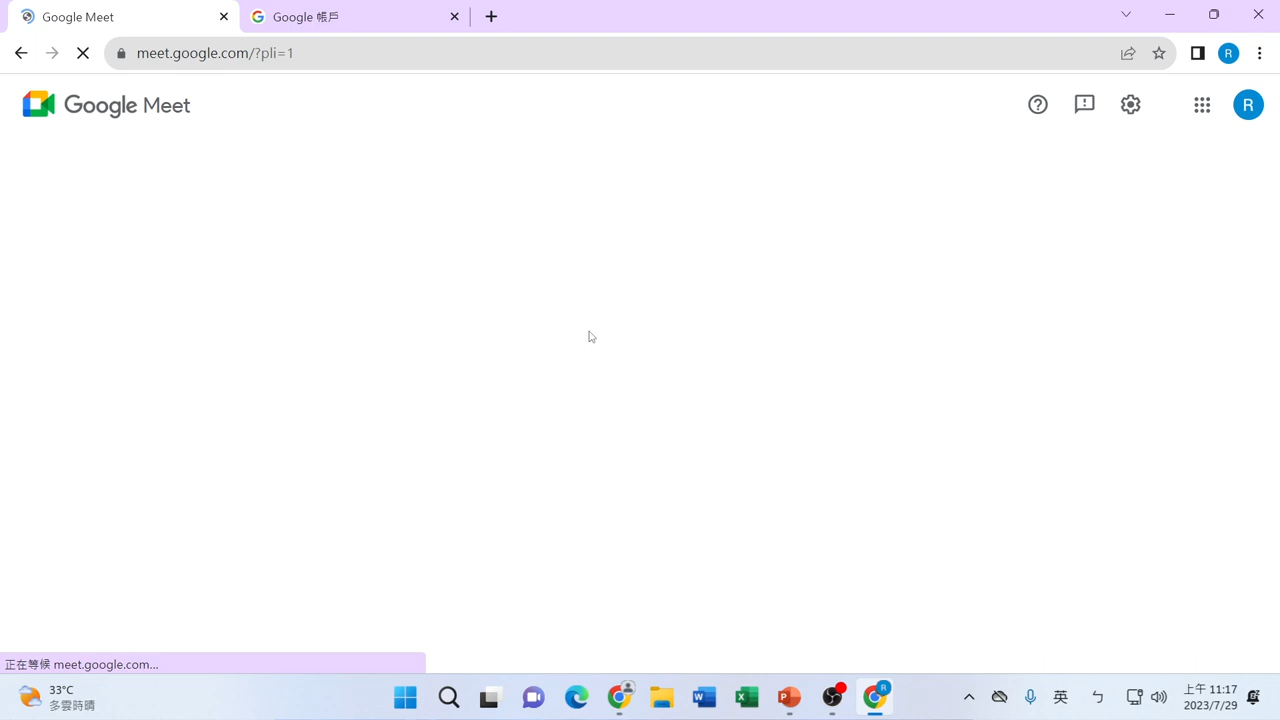 Google Meet
Google 帳戶
meet.google.com/?pli=1
R
Google Meet
R
正在等候 meet.google.com...
33°C
多雲時晴
R
英
ㄅ
上午 11:17
2023/7/29